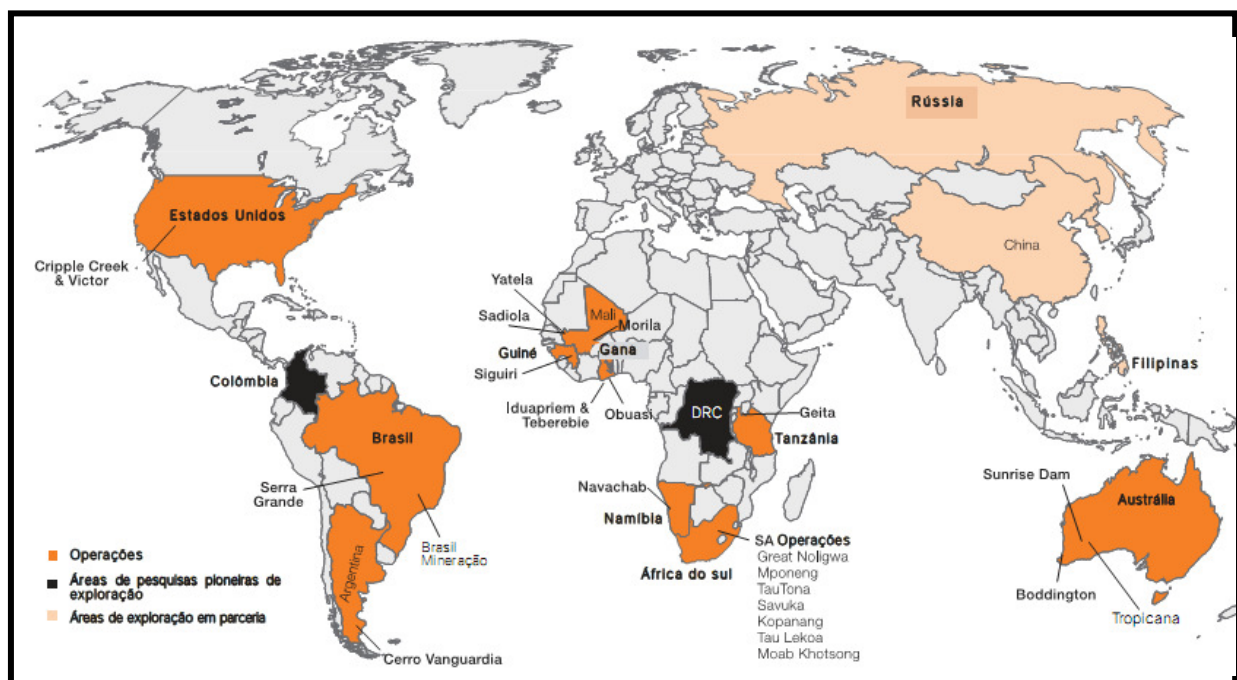 Rússia
Estados Unidos
China
Cripple Creek
& Victor
Yatela
Mali
Sadiola
Morila
Guiné
Gana
Siguiri
Colômbia
Filipinas
Iduapriem &
Teberebie
Obuasi
DRC
Geita
Tanzânia
Brasil
Serra
Grande
Sunrise Dam
Austrália
Navachab
Namíbia
Brasil
Mineração
SA Operações
Great Noligwa
Mponeng
TauTona
Savuka
Kopanang
Tau Lekoa
Moab Khotsong
África do sul
Argentina
Boddington
Tropicana
Cerro Vanguardia
Operações
Áreas de pesquisas pioneiras de
exploração
Áreas de exploração em parceria